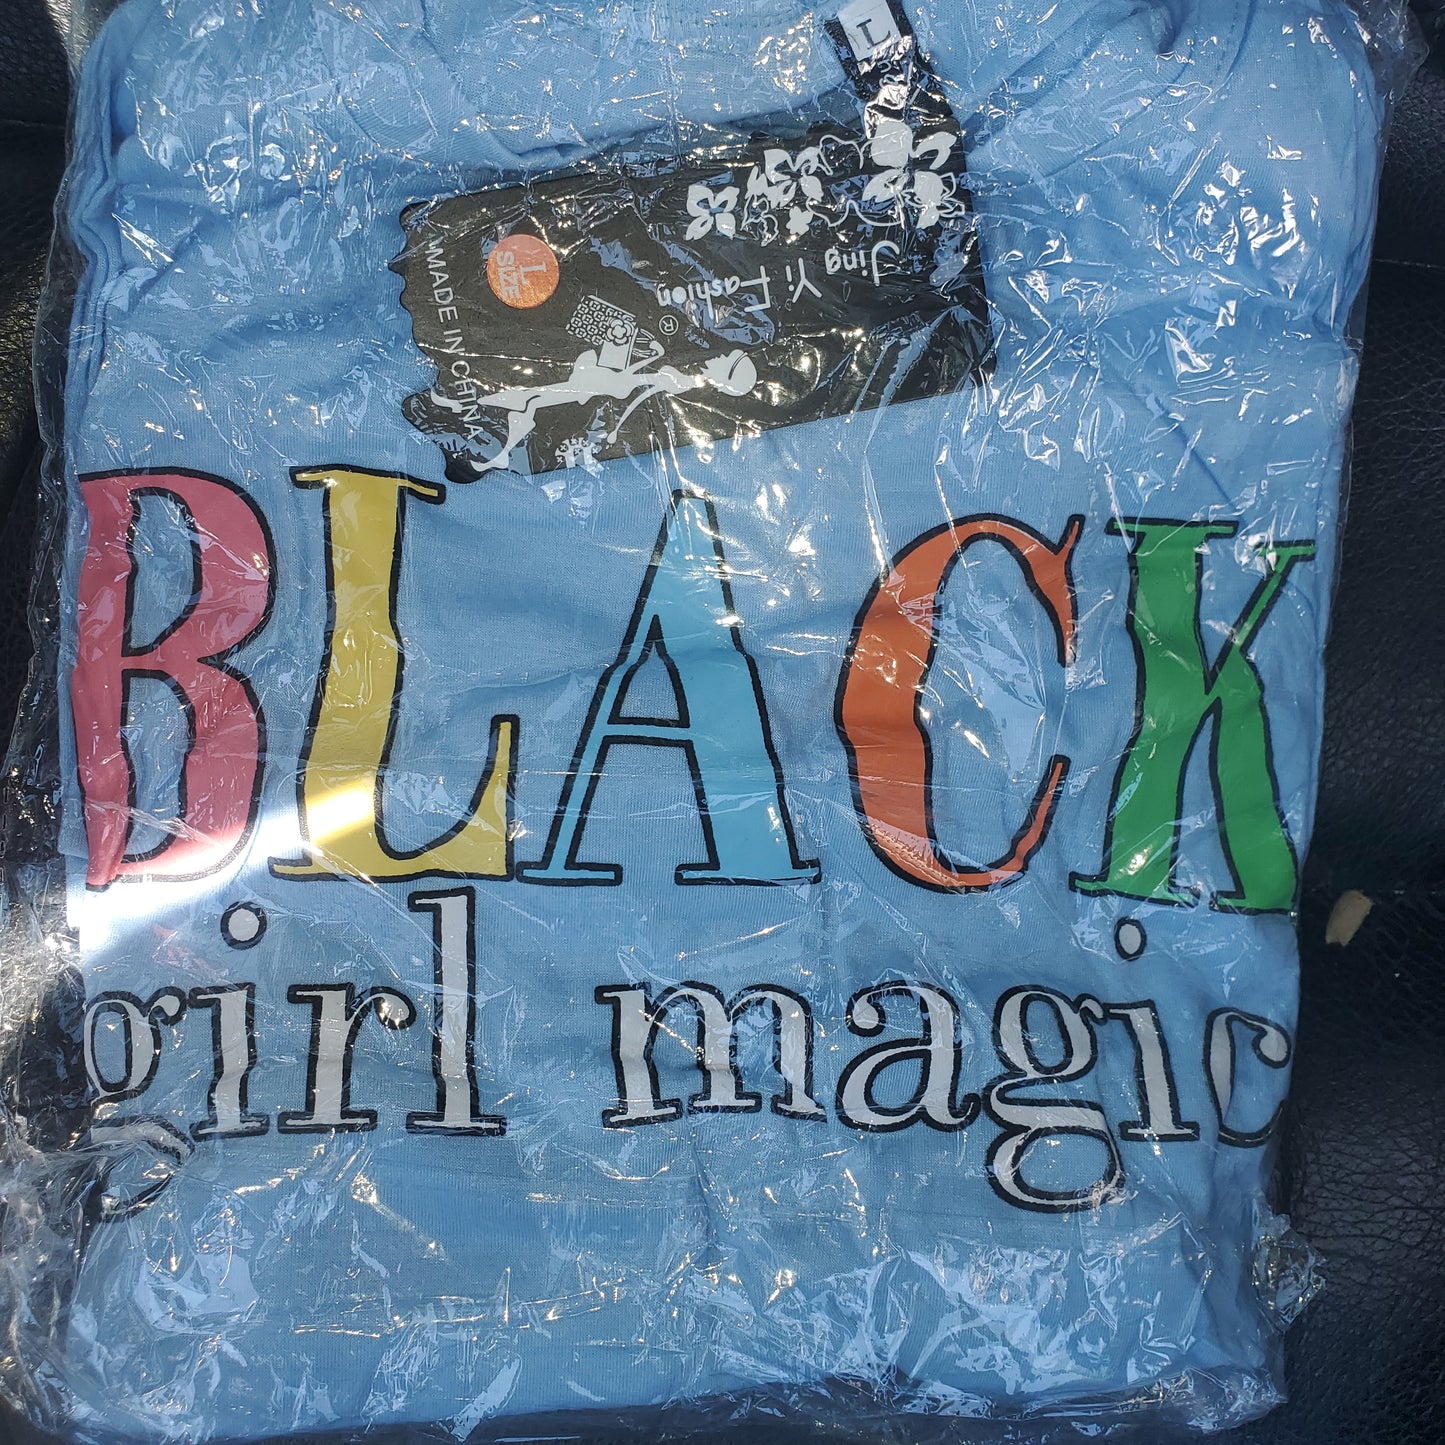 L
Jing Yi Fashion
®
L
SIZE
MADE IN CHINA
BLACK
girl magic